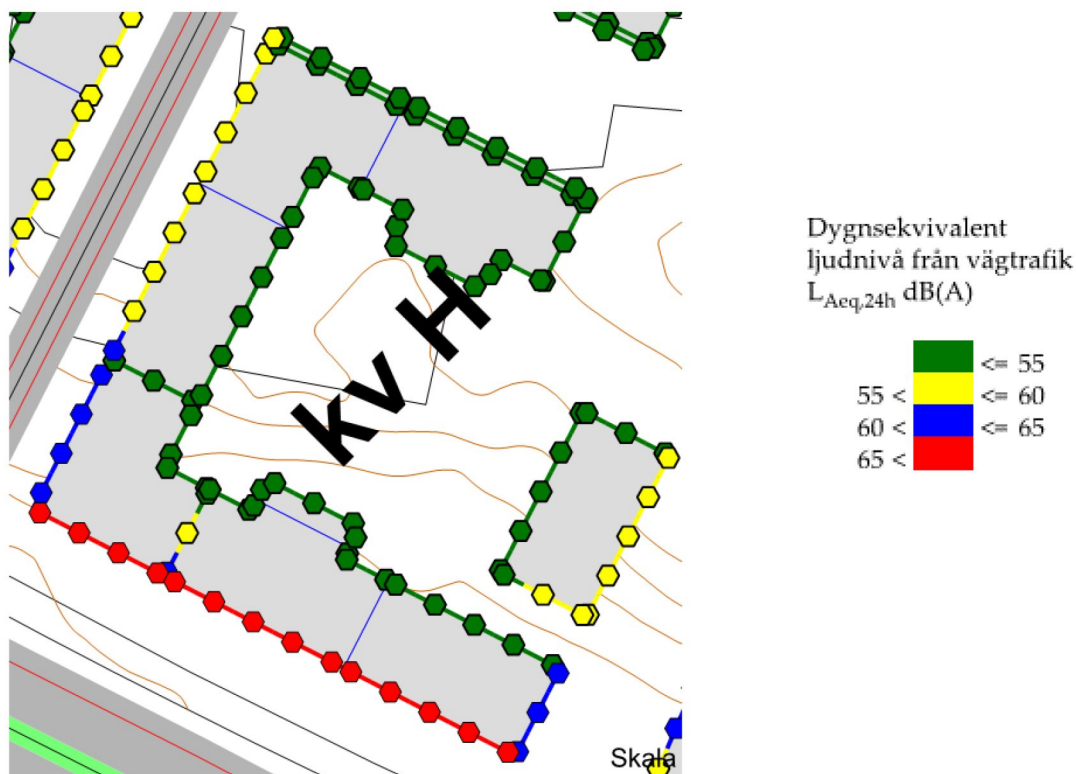 KV H
Skala
Dygnsekvivalent
ljudnivå från vägtrafik
LAeq,24h dB(A)
<= 55
55 < <= 60
60 < <= 65
65 <